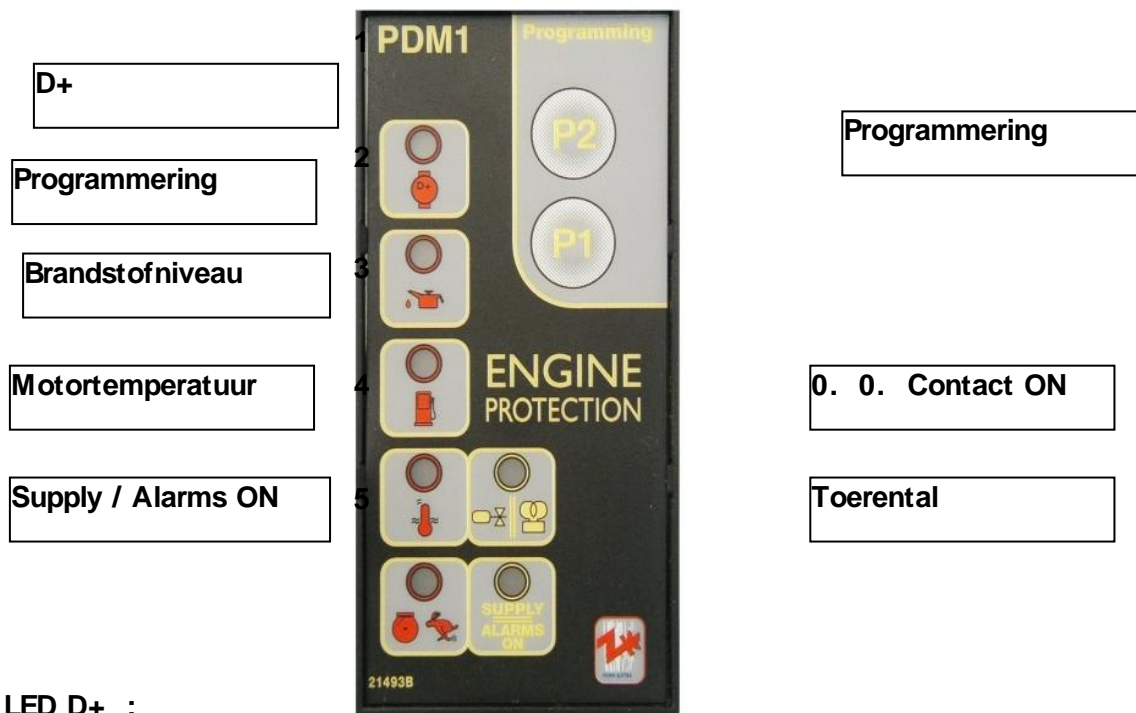 1 PDM1 Programming
D+
P2
Programmering
2
D+
Programmering
P1
3
Brandstofniveau
ENGINE
PROTECTION
Motortemperatuur
4
0. 0. Contact ON
Supply / Alarms ON
5
Toerental
SUPPLY
ALARMS
ON
21493B
LED D+ :